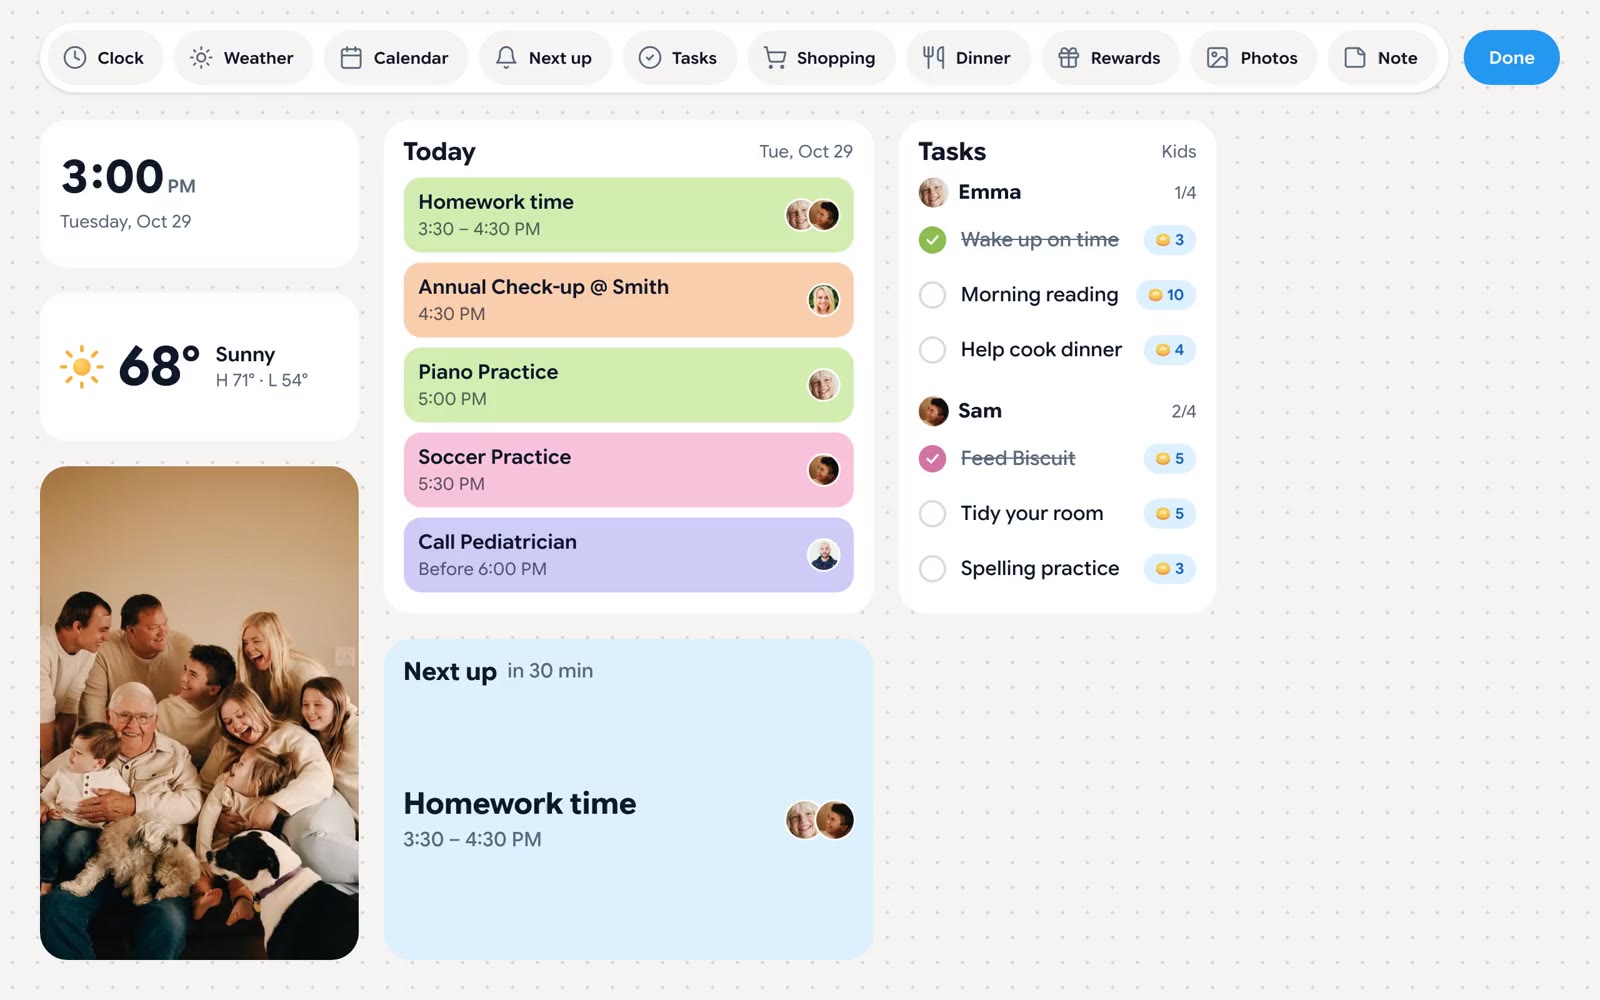 Clock
Weather
Calendar
Next up
Tasks
Shopping
Dinner
Rewards
Photos
Note
Done
3:00 PM
Tuesday, Oct 29
68°
Sunny
H 71° · L 54°
Today
Tue, Oct 29
Homework time
3:30 – 4:30 PM
Annual Check-up @ Smith
4:30 PM
Piano Practice
5:00 PM
Soccer Practice
5:30 PM
Call Pediatrician
Before 6:00 PM
Next up in 30 min
Homework time
3:30 – 4:30 PM
Tasks
Kids
Emma
1/4
Wake up on time
3
Morning reading
10
Help cook dinner
4
Sam
2/4
Feed Biscuit
5
Tidy your room
5
Spelling practice
3